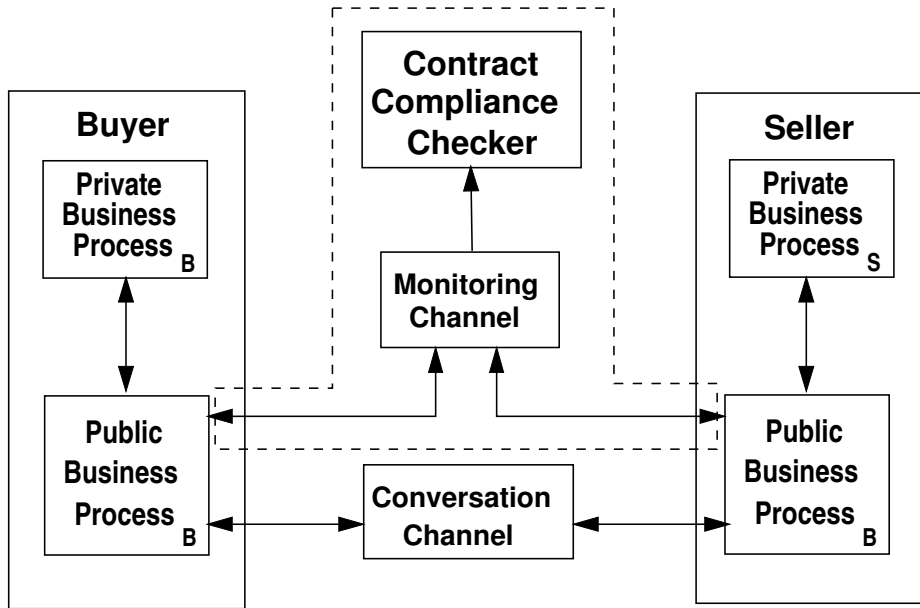 Contract
Compliance
Checker
Buyer
Private
Business
Process
B
Public
Business
Process
B
Monitoring
Channel
Conversation
Channel
Seller
Private
Business
Process
S
Public
Business
Process
B